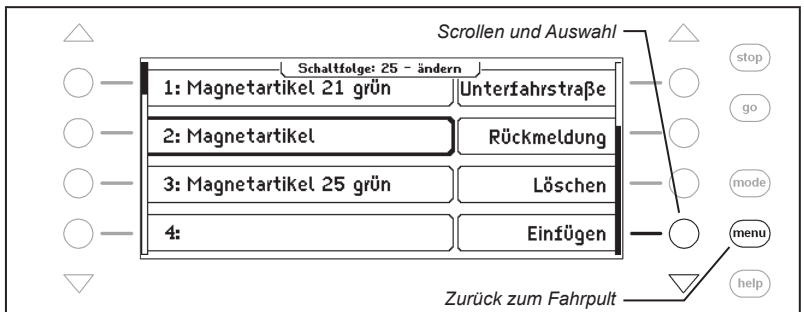 Scrollen und Auswahl
Schaltfolge: 25 - ändern
1: Magnetartikel 21 grün
Unterfahrstraße
2: Magnetartikel
Rückmeldung
3: Magnetartikel 25 grün
Löschen
4:
Einfügen
stop
go
mode
menu
help
Zurück zum Fahrpult